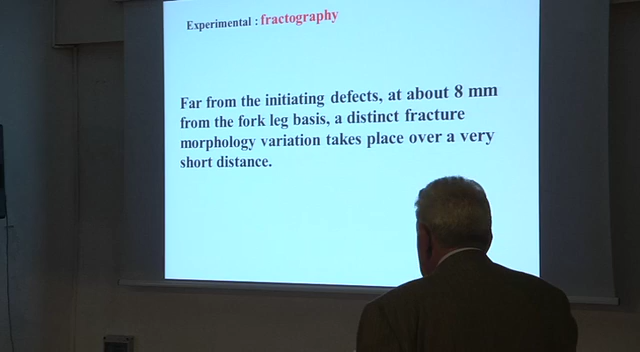 Experimental : fractography
Far from the initiating defects, at about 8 mm
from the fork leg basis, a distinct fracture
morphology variation takes place over a very
short distance.